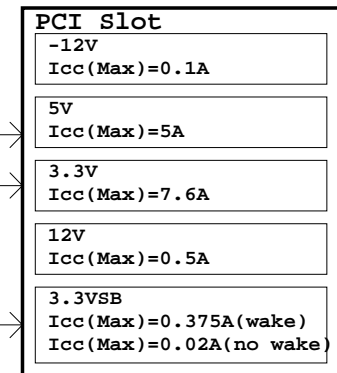 PCI Slot
-12V
Icc(Max)=0.1A
5V
Icc(Max)=5A
3.3V
Icc(Max)=7.6A
12V
Icc(Max)=0.5A
3.3VSB
Icc(Max)=0.375A(wake)
Icc(Max)=0.02A(no wake)